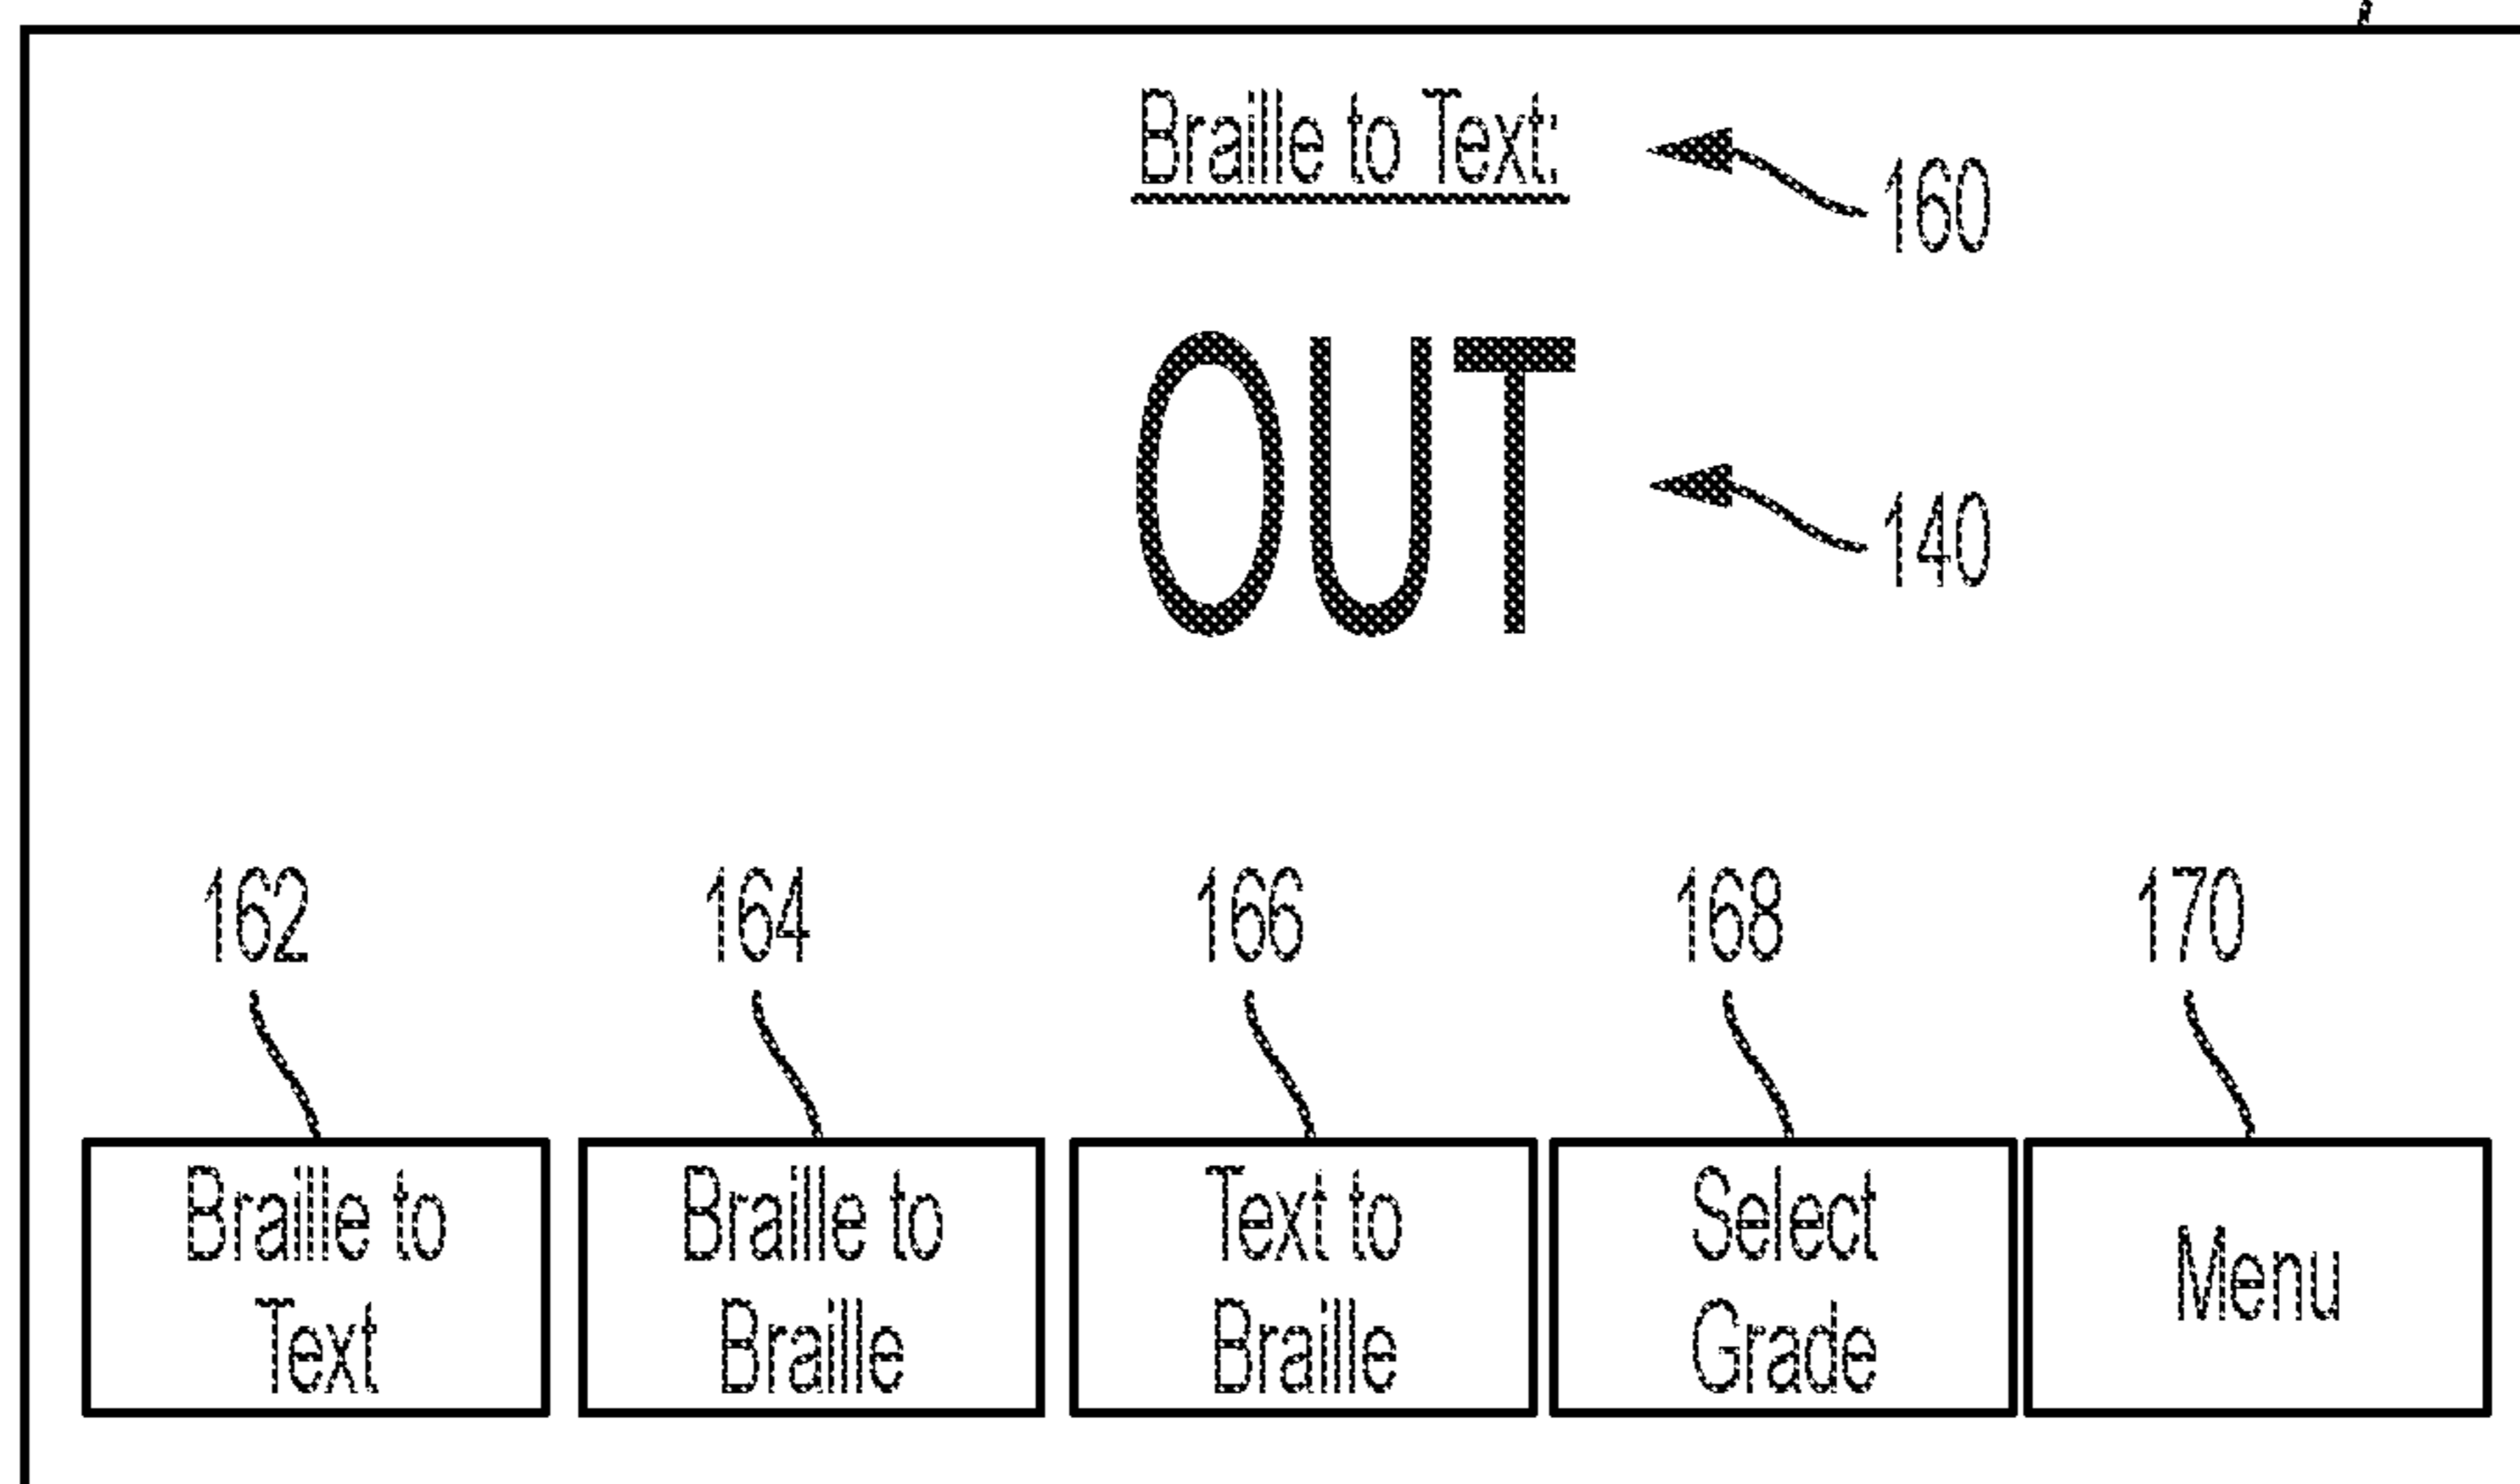 Braille to Text:
160
OUT
140
162
164
166
168
170
Braille to
Text
Braille to
Braille
Text to
Braille
Select
Grade
Menu